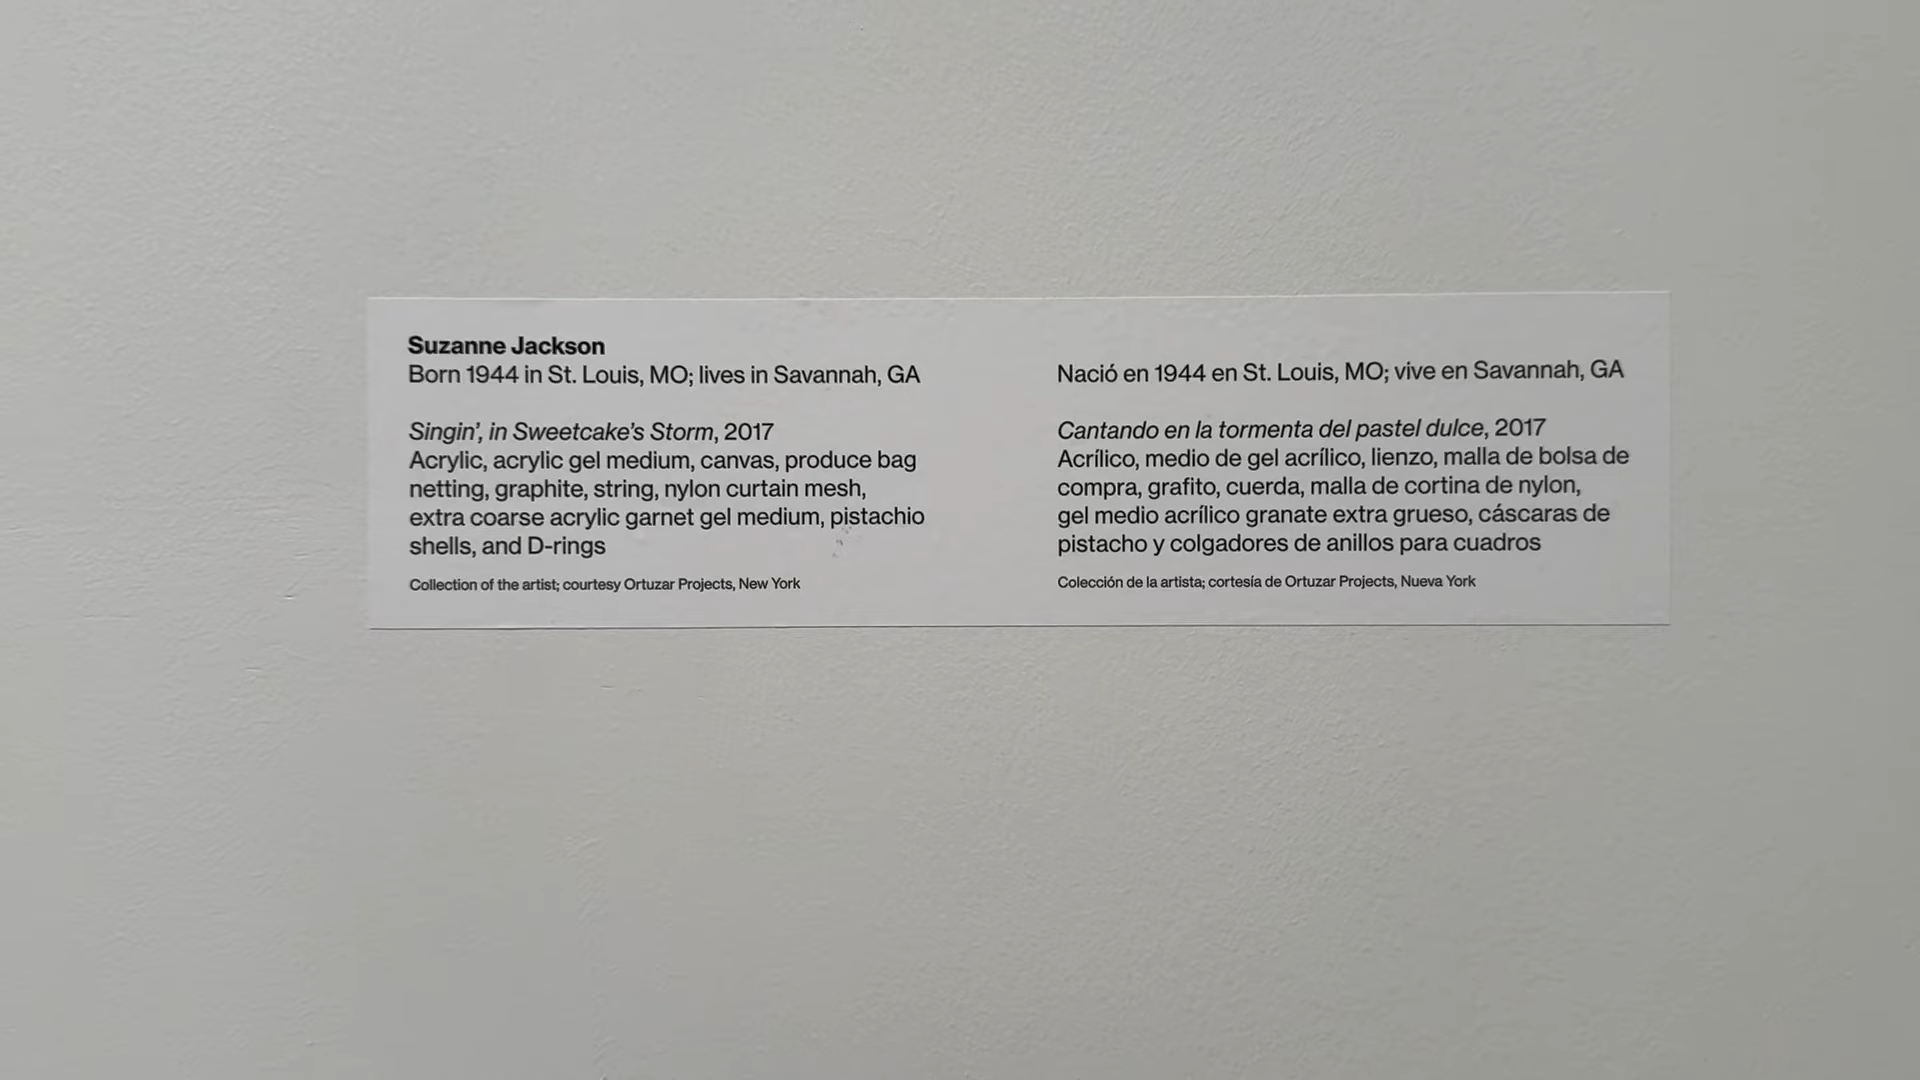 Suzanne Jackson
Born 1944 in St. Louis, MO; lives in Savannah, GA
Singin’, in Sweetcake’s Storm, 2017
Acrylic, acrylic gel medium, canvas, produce bag
netting, graphite, string, nylon curtain mesh,
extra coarse acrylic garnet gel medium, pistachio
shells, and D-rings
Collection of the artist; courtesy Ortuzar Projects, New York
Nació en 1944 en St. Louis, MO; vive en Savannah, GA
Cantando en la tormenta del pastel dulce, 2017
Acrílico, medio de gel acrílico, lienzo, malla de bolsa de
compra, grafito, cuerda, malla de cortina de nylon,
gel medio acrílico granate extra grueso, cáscaras de
pistacho y colgadores de anillos para cuadros
Colección de la artista; cortesía de Ortuzar Projects, Nueva York